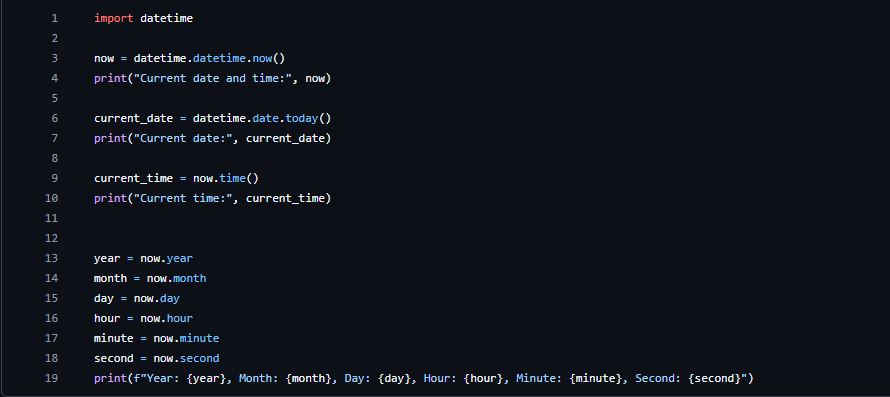 1 import datetime
2
3 now = datetime.datetime.now()
4 print("Current date and time:", now)
5
6 current_date = datetime.date.today()
7 print("Current date:", current_date)
8
9 current_time = now.time()
10 print("Current time:", current_time)
11
12
13 year = now.year
14 month = now.month
15 day = now.day
16 hour = now.hour
17 minute = now.minute
18 second = now.second
19 print(f"Year: {year}, Month: {month}, Day: {day}, Hour: {hour}, Minute: {minute}, Second: {second}")